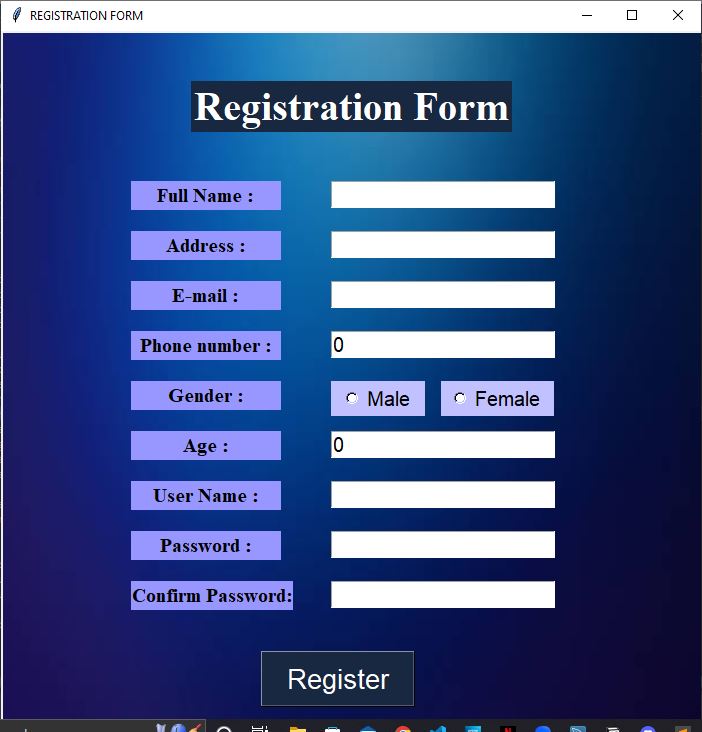 REGISTRATION FORM
Registration Form
Full Name :
Address :
E-mail :
Phone number : 0
Gender : Male Female
Age : 0
User Name :
Password :
Confirm Password:
Register